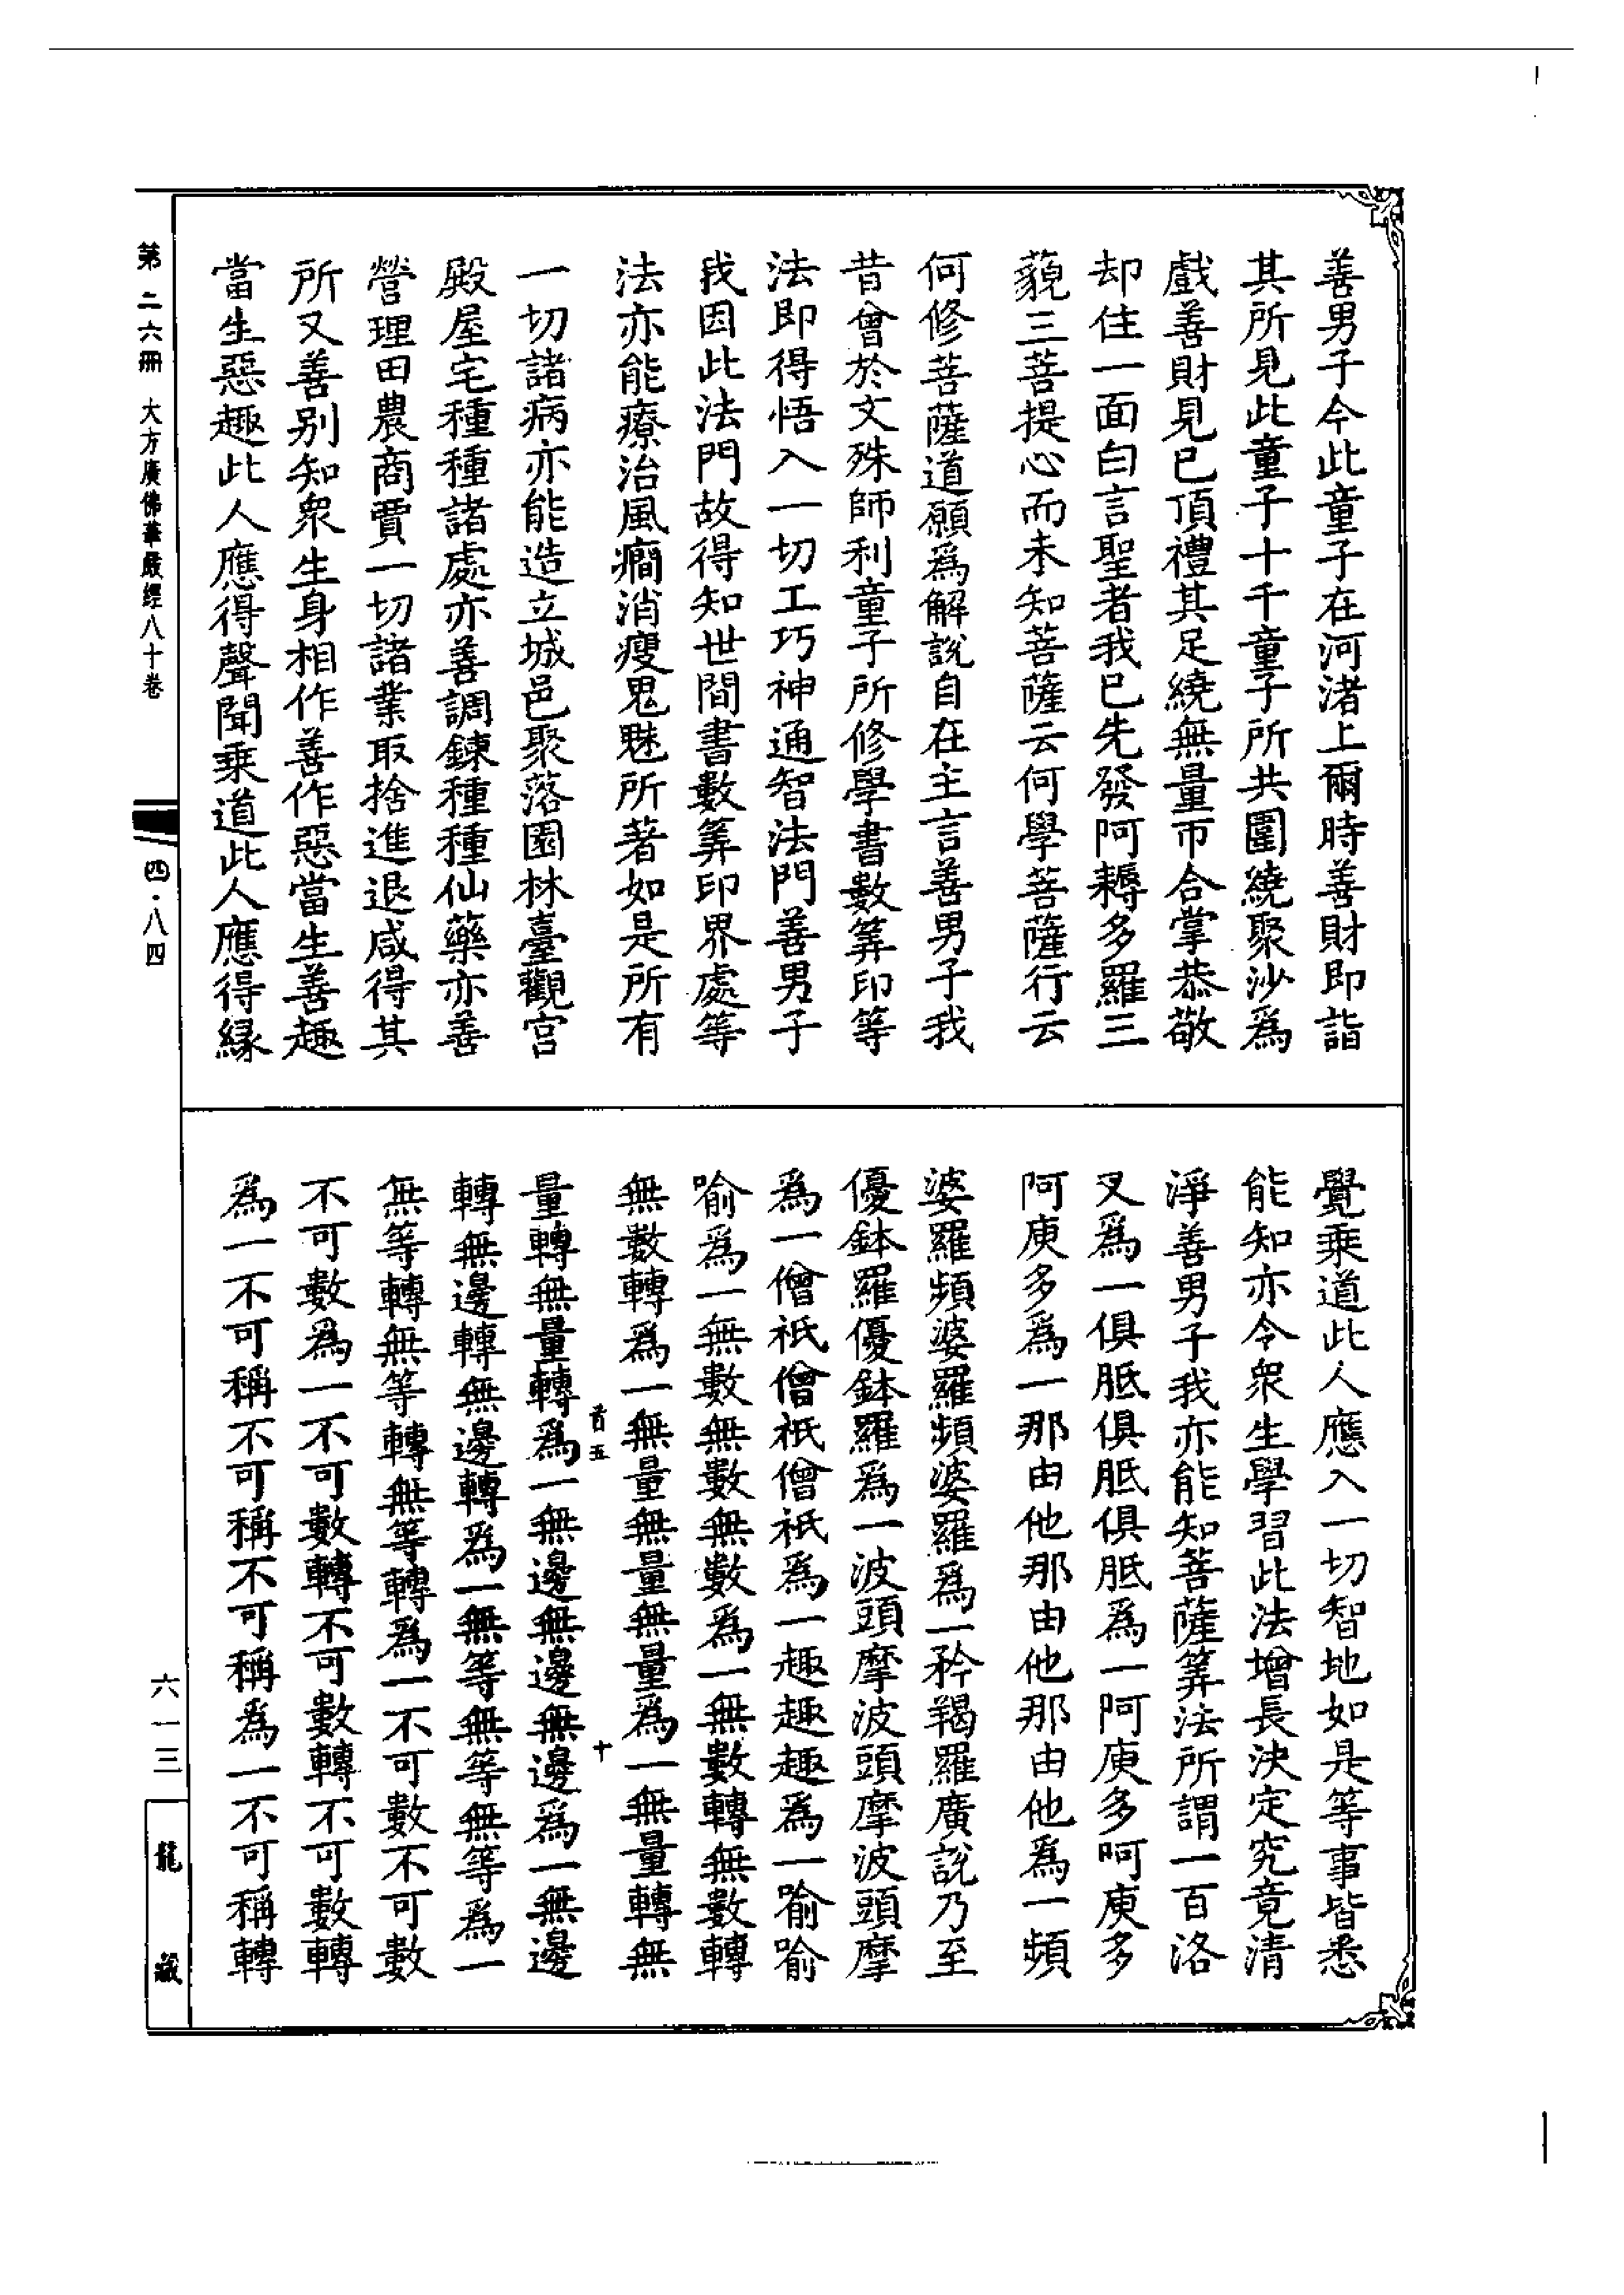 善男子今此童子在河渚上爾時善財即詣
其所見此童子十千童子所共圍繞聚沙為
戲善財見已頂禮其足繞無量帀合掌恭敬
却住一面白言聖者我已先發阿耨多羅三
藐三菩提心而未知菩薩云何學菩薩行云
何修菩薩道願為解說自在主言善男子我
昔曾於文殊師利童子所修學書數筭印等
法即得悟入一切工巧神通智法門善男子
我因此法門故得知世間書數筭印界處等
法亦能療治風癎消瘦鬼魅所著如是所有
一切諸病亦能造立城邑聚落園林臺觀宮
殿屋宅種種諸處亦善調鍊種種仙藥亦善
營理田農商賈一切諸業取捨進退咸得其
所又善別知眾生身相作善作惡當生善趣
當生惡趣此人應得聲聞乘道此人應得緣
覺乘道此人應入一切智地如是等事皆悉
能知亦令眾生學習此法增長決定究竟清
淨善男子我亦能知菩薩筭法所謂一百洛
叉為一俱胝俱胝俱胝為一阿庾多阿庾多
阿庾多為一那由他那由他那由他為一頻
婆羅頻婆羅頻婆羅為一矜羯羅廣說乃至
優鉢羅優鉢羅為一波頭摩波頭摩波頭摩
為一僧祇僧祇僧祇為一趣趣趣為一喻喻
喻為一無數無數無數為一無數轉無數轉
無數轉為一無量無量無量為一無量轉無
首五
十
量轉無量轉為一無邊無邊無邊為一無邊
轉無邊轉無邊轉為一無等無等無等為一
無等轉無等轉無等轉為一不可數不可數
不可數為一不可數轉不可數轉不可數轉
為一不可稱不可稱不可稱為一不可稱轉
第二六冊 大方廣佛華嚴經八十卷
四·八四
六一三
龍藏